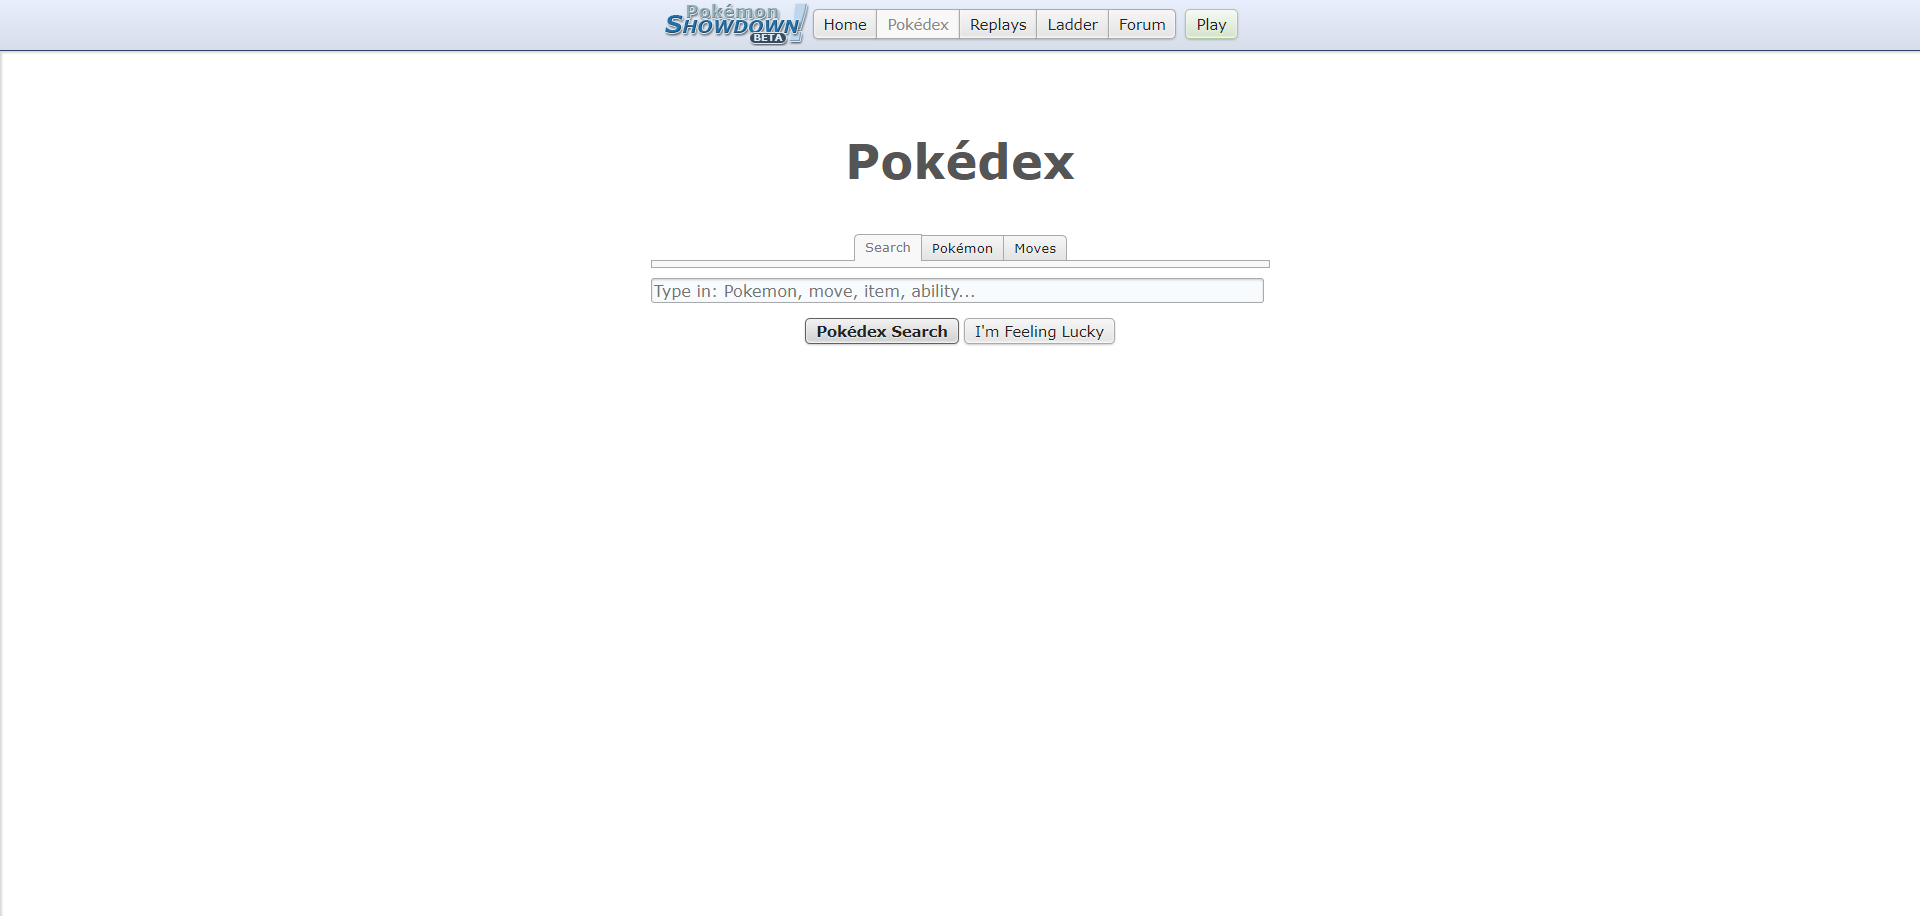 Pokémon
SHOWDOWN!
BETA
Home Pokédex Replays Ladder Forum Play
Pokédex
Search Pokémon Moves
Type in: Pokemon, move, item, ability...
Pokédex Search I'm Feeling Lucky